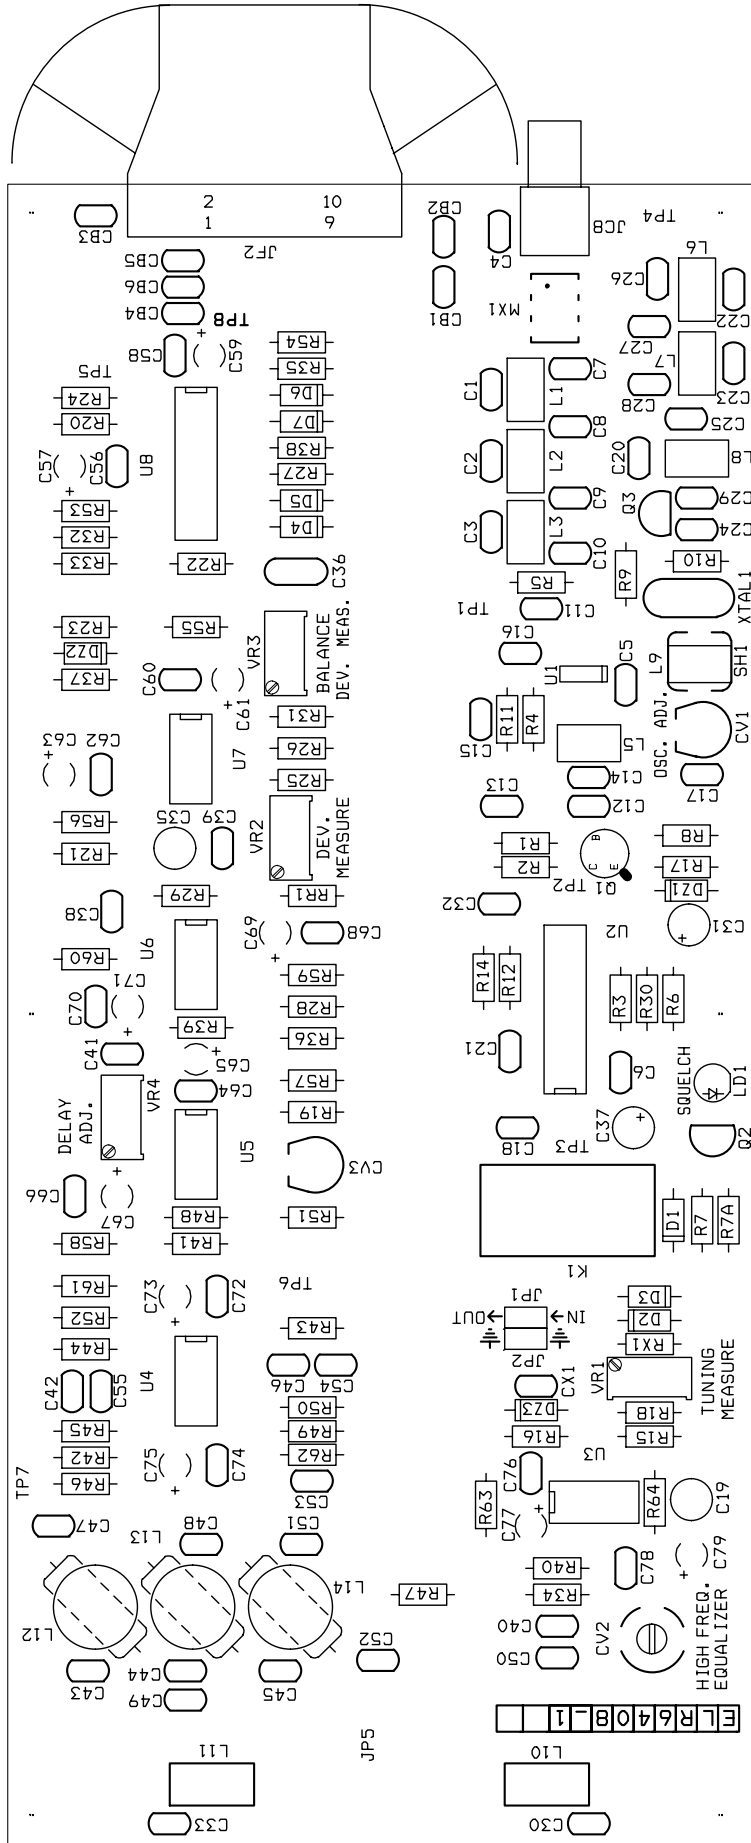 2
10
1
9
CB3
JF2
CB2
CB1
C4
JC8
TP4
CB5
CB6
CB4
TP8
+
C58
C59
MX1
C26
L6
C22
C27
L7
C23
C28
C25
TP5
R24
R20
R54
R35
D6
D7
R38
R27
D5
D4
C1
L1
C7
C8
C2
L2
C9
C3
L3
C10
C20
L8
Q3
C29
C24
C57
C56
+
U8
R53
R32
R33
R22
C36
R5
TP1
C11
R9
R10
XTAL1
R23
DZ2
R37
R55
VR3
BALANCE
DEV. MEAS.
C16
U1
C5
L9
SH1
C60
+
C61
R31
R26
R25
C15
R11
R4
L5
C14
C12
C13
OSC. ADJ.
CV1
C17
C63
+
C62
U7
R56
R21
C35
C39
VR2
DEV.
MEASURE
R1
R2
B
C
E
Q1
TP2
R8
R17
DZ1
C31
+
C38
R29
RR1
C32
U6
C69
+
C68
R60
C71
C70
+
R59
R28
R36
R39
R14
R12
U2
R3
R30
R6
C41
C65
+
C64
VR4
DELAY
ADJ.
R57
R19
C21
C6
SQUELCH
LD1
C18
TP3
C37
+
Q2
U5
CV3
C66
+
C67
R58
R48
R41
R51
K1
D1
R7
R7A
R61
R52
R44
C73
+
C72
TP6
R43
JP1
OUT
IN
JP2
D3
D2
RX1
VR1
TUNING
MEASURE
C42
C55
U4
C46
C54
CX1
DZ3
R16
R18
R15
R45
R42
R46
C75
+
C74
R50
R49
R62
C53
TP7
C76
U3
R63
C77
+
R64
C19
C47
L13
C48
C51
L12
L14
R47
R40
R34
C78
C79
+
C40
C50
CV2
HIGH FREQ.
EQUALIZER
C43
C44
C49
C45
C52
JP5
ELR6408_1
L11
L10
C33
C30